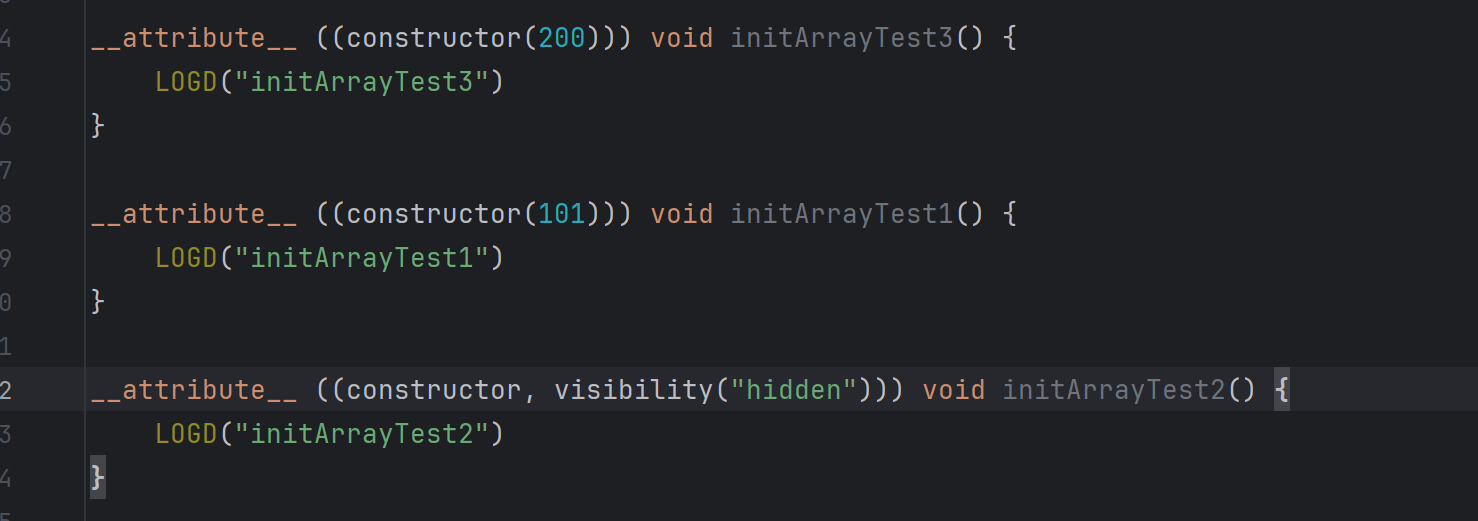 4 __attribute__ ((constructor(200))) void initArrayTest3() {
5     LOGD("initArrayTest3")
6 }
7
8 __attribute__ ((constructor(101))) void initArrayTest1() {
9     LOGD("initArrayTest1")
0 }
1
2 __attribute__ ((constructor, visibility("hidden"))) void initArrayTest2() {
3     LOGD("initArrayTest2")
4 }
5